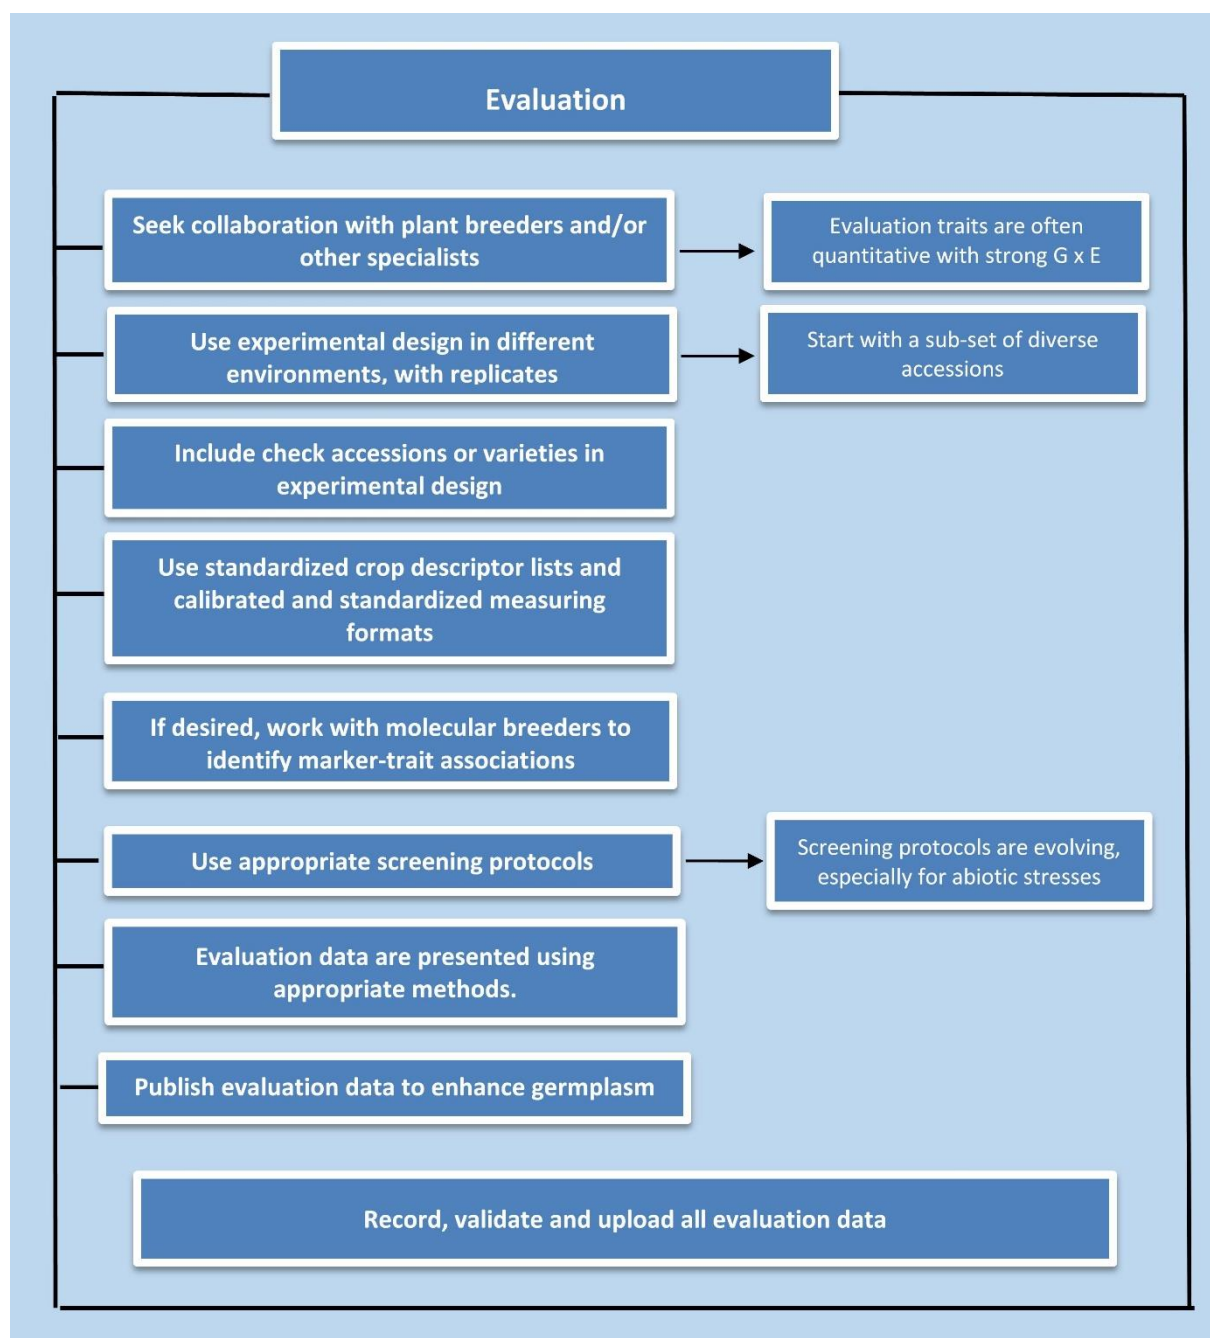 Evaluation
Seek collaboration with plant breeders and/or
other specialists
Evaluation traits are often
quantitative with strong G x E
Use experimental design in different
environments, with replicates
Start with a sub-set of diverse
accessions
Include check accessions or varieties in
experimental design
Use standardized crop descriptor lists and
calibrated and standardized measuring
formats
If desired, work with molecular breeders to
identify marker-trait associations
Use appropriate screening protocols
Screening protocols are evolving,
especially for abiotic stresses
Evaluation data are presented using
appropriate methods.
Publish evaluation data to enhance germplasm
Record, validate and upload all evaluation data